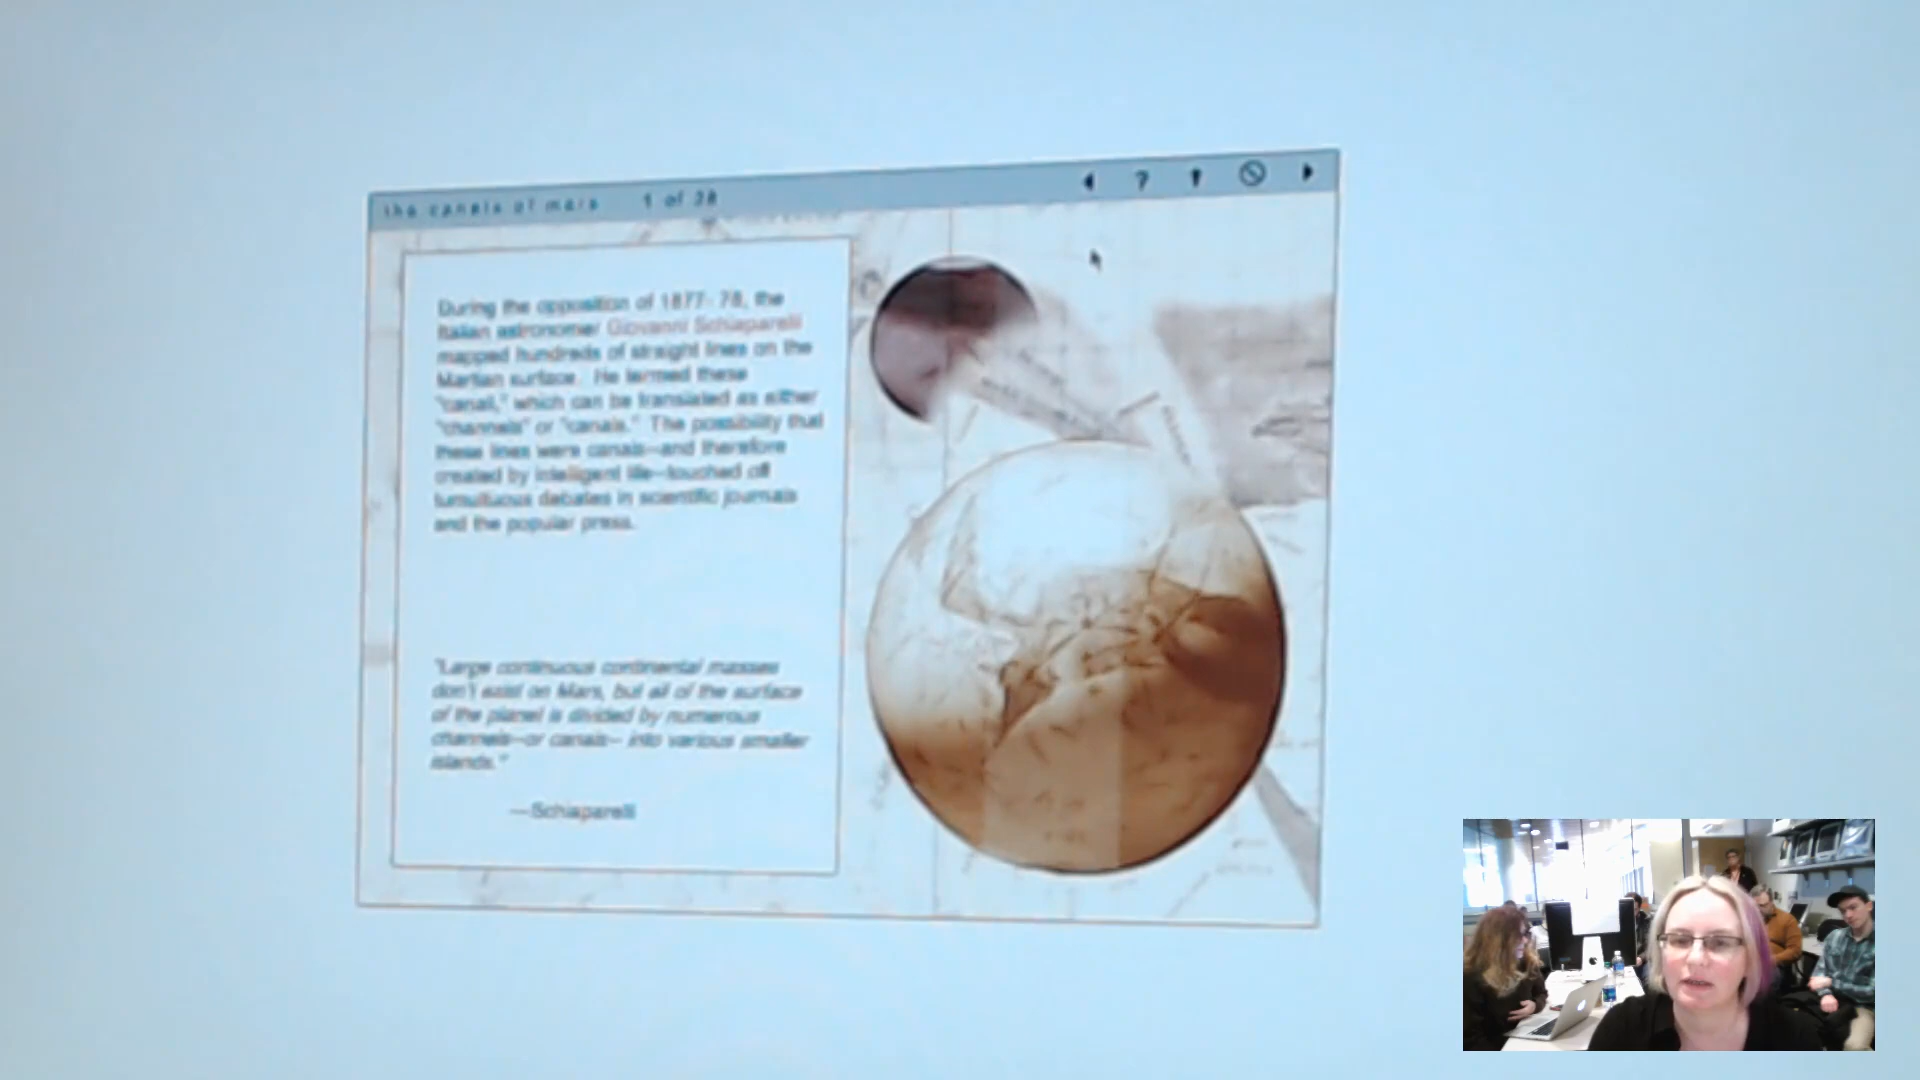 the canals of mars 1 of 28
?
During the opposition of 1877-78, the
Italian astronomer Giovanni Schiaparelli
mapped hundreds of straight lines on the
Martian surface. He termed these
"canali," which can be translated as either
"channels" or "canals." The possibility that
these lines were canals—and therefore
created by intelligent life—touched off
tumultuous debates in scientific journals
and the popular press.
"Large continuous continental masses
don't exist on Mars, but all of the surface
of the planet is divided by numerous
channels—or canals— into various smaller
islands."
—Schiaparelli